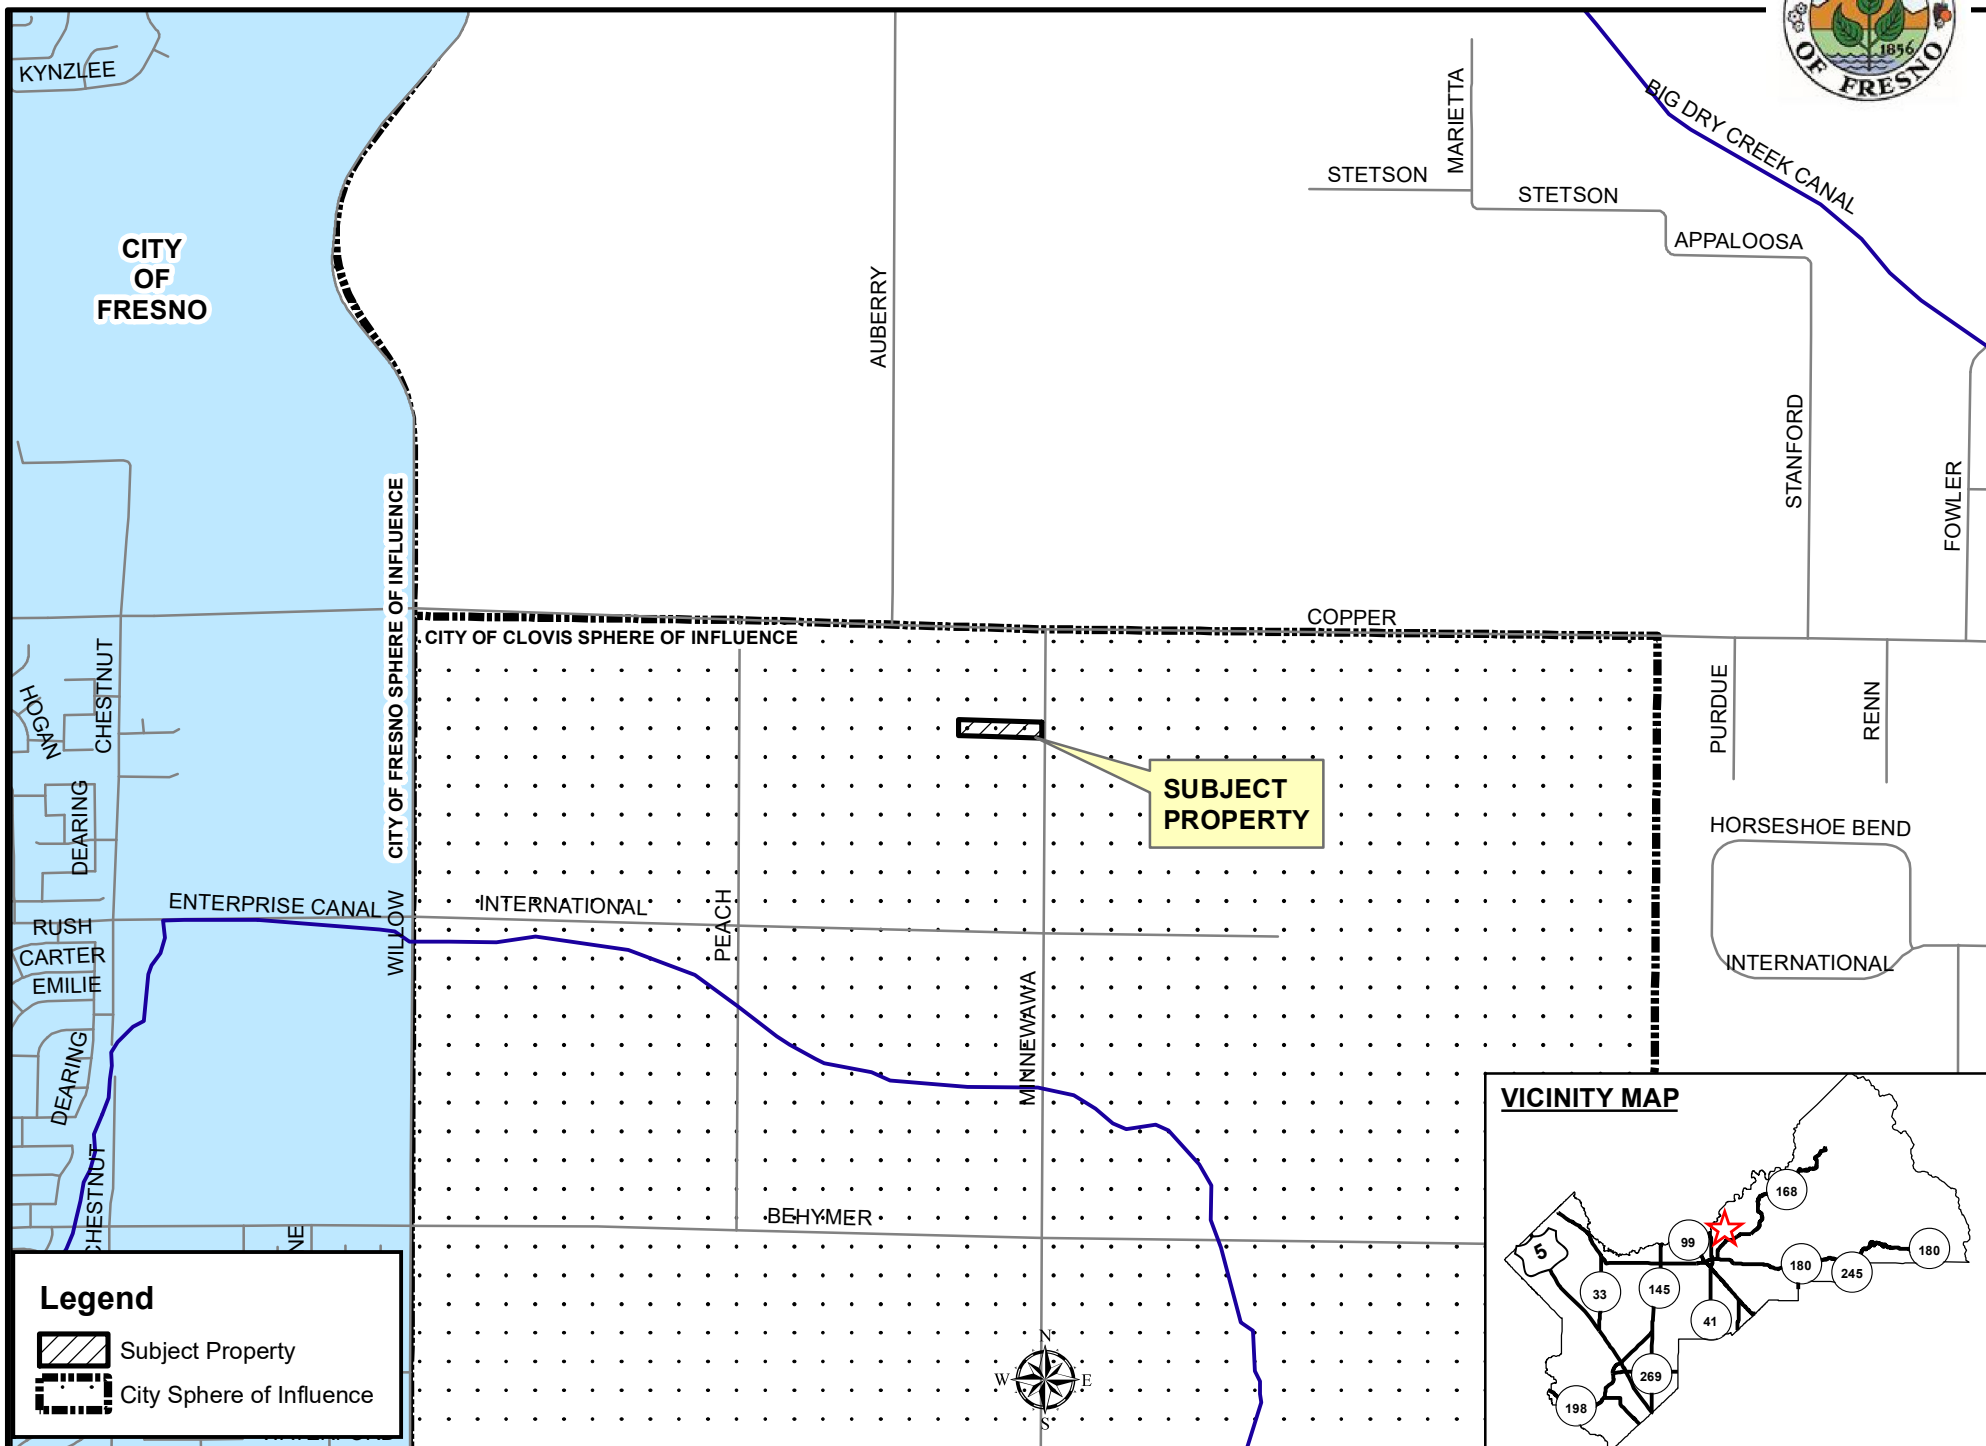 1856
OF FRESNO
KYNZLEE
BIG DRY CREEK CANAL
MARIETTA
STETSON
STETSON
APPALOOSA
CITY
OF
FRESNO
AUBERRY
STANFORD
FOWLER
CITY OF FRESNO SPHERE OF INFLUENCE
COPPER
CITY OF CLOVIS SPHERE OF INFLUENCE
CHESTNUT
HOGAN
PURDUE
RENN
SUBJECT
PROPERTY
DEARING
HORSESHOE BEND
ENTERPRISE CANAL
INTERNATIONAL
PEACH
WILLOW
RUSH
CARTER
EMILIE
INTERNATIONAL
MINNEWAWA
DEARING
CHESTNUT
BEHYMER
NE
VICINITY MAP
168
99
5
180
180
245
33
145
41
269
198
Legend
Subject Property
City Sphere of Influence
N
W
E
S